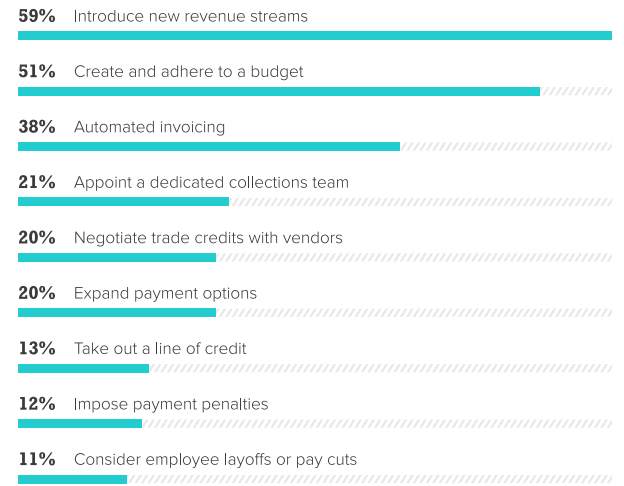 59% Introduce new revenue streams
51% Create and adhere to a budget
38% Automated invoicing
21% Appoint a dedicated collections team
20% Negotiate trade credits with vendors
20% Expand payment options
13% Take out a line of credit
12% Impose payment penalties
11% Consider employee layoffs or pay cuts